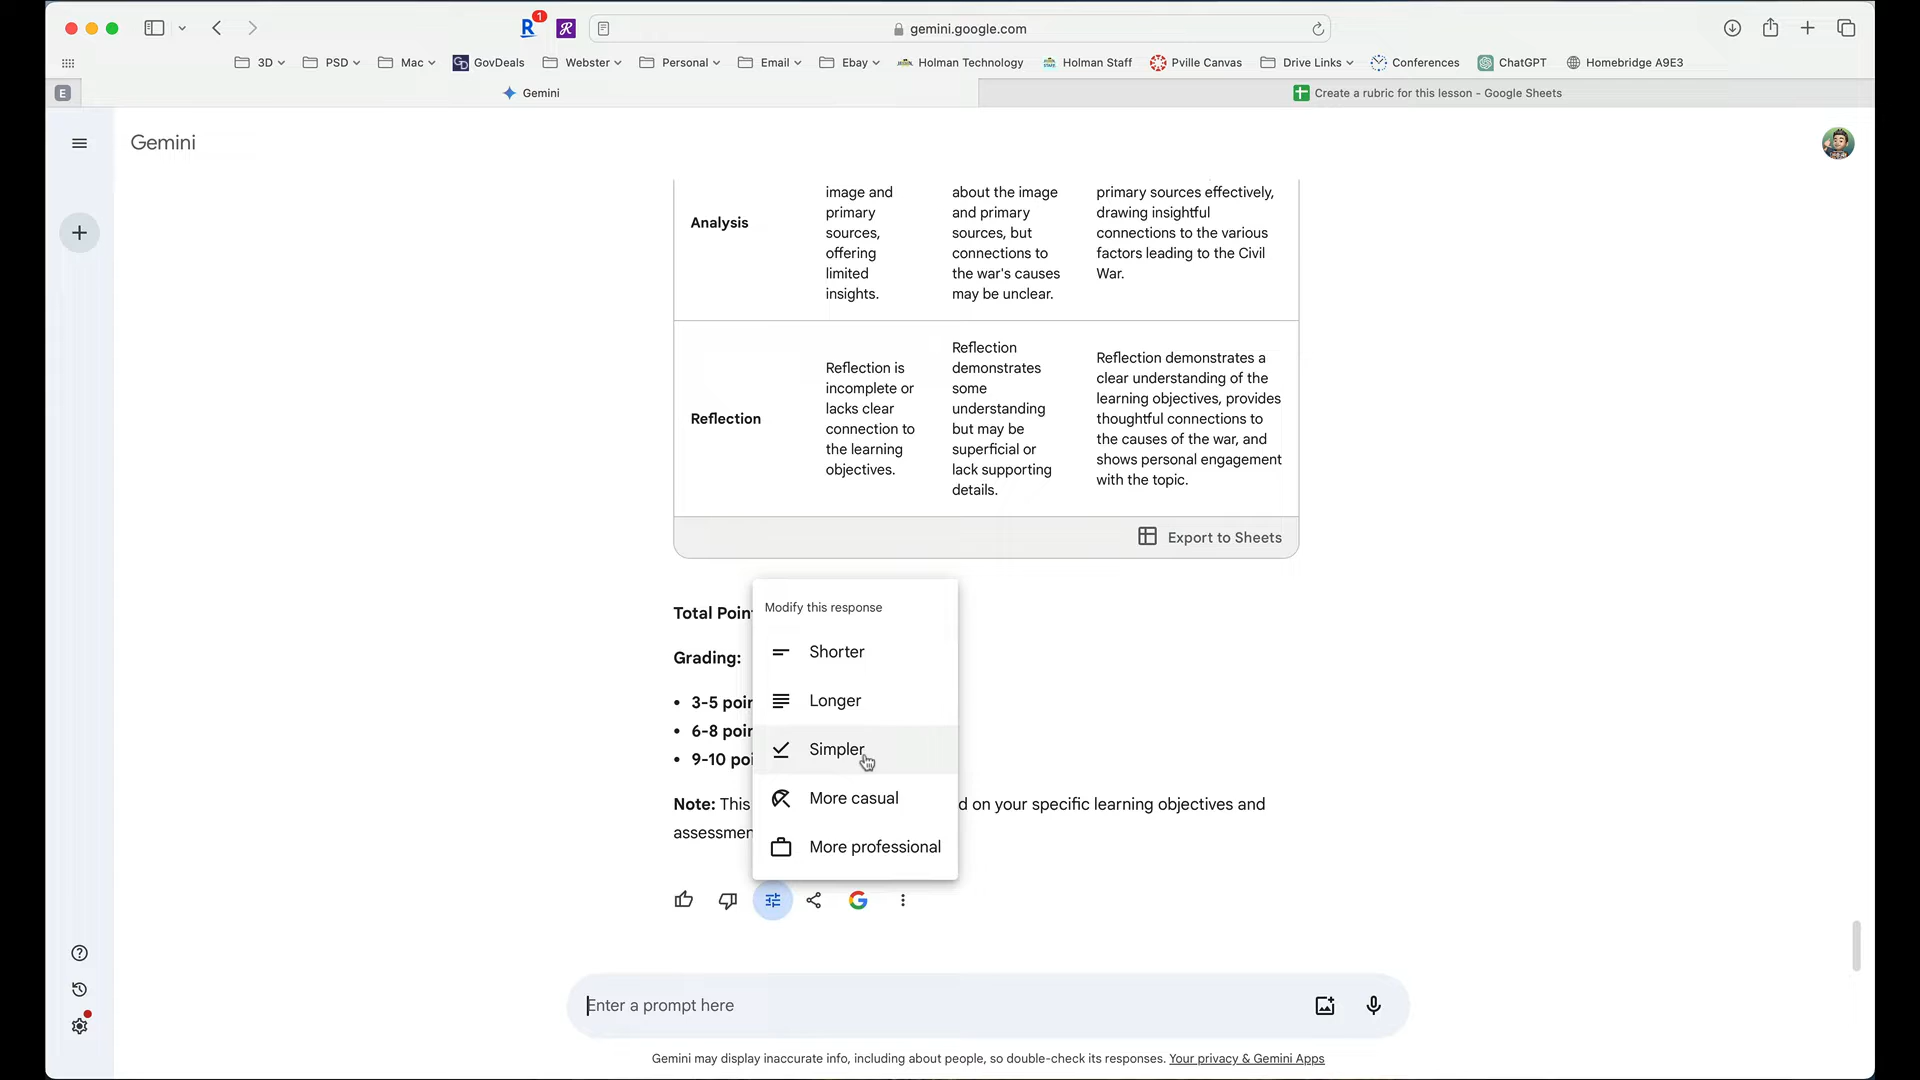 gemini.google.com
3D
PSD
Mac
GovDeals
Webster
Personal
Email
Ebay
Holman Technology
Holman Staff
Pville Canvas
Drive Links
Conferences
ChatGPT
Homebridge A9E3
E
Gemini
Create a rubric for this lesson - Google Sheets
Gemini
Analysis
image and
primary
sources,
offering
limited
insights.
about the image
and primary
sources, but
connections to
the war's causes
may be unclear.
primary sources effectively,
drawing insightful
connections to the various
factors leading to the Civil
War.
Reflection
Reflection is
incomplete or
lacks clear
connection to
the learning
objectives.
Reflection
demonstrates
some
understanding
but may be
superficial or
lack supporting
details.
Reflection demonstrates a
clear understanding of the
learning objectives, provides
thoughtful connections to
the causes of the war, and
shows personal engagement
with the topic.
Export to Sheets
Total
Grading:
• 3-5
• 6-8
• 9-10
Note: This
d on your specific learning objectives and
Modify this response
Shorter
Longer
Simpler
More casual
More professional
Enter a prompt here
Gemini may display inaccurate info, including about people, so double-check its responses. Your privacy & Gemini Apps